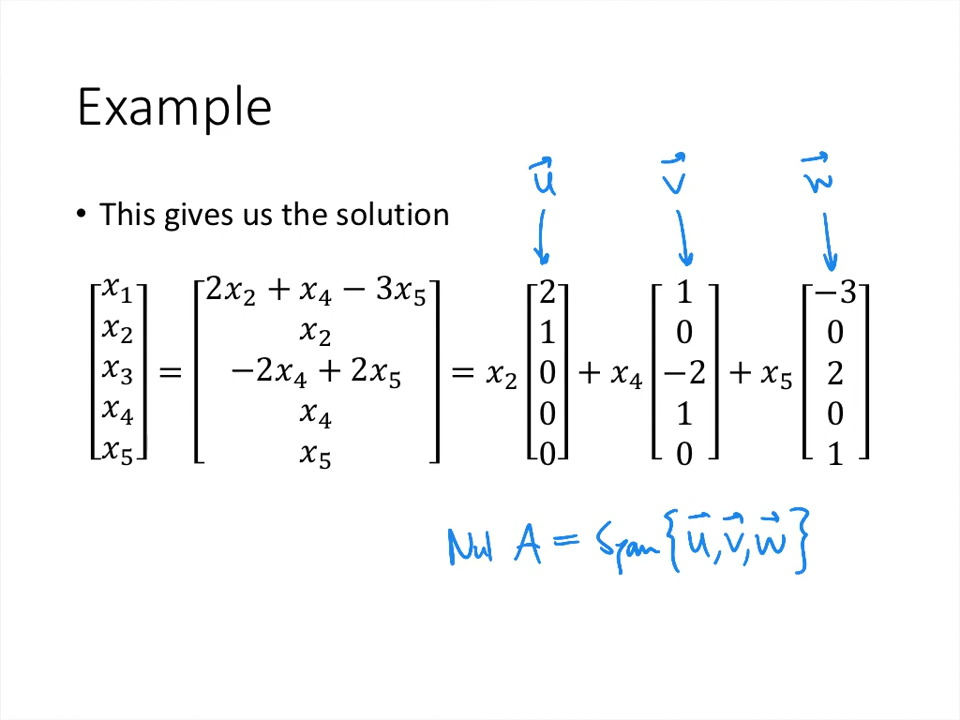 Example
u⃗ v⃗ w⃗
• This gives us the solution
[x₁ x₂ x₃ x₄ x₅] = [2x₂ + x₄ − 3x₅ x₂ −2x₄ + 2x₅ x₄ x₅] = x₂ [2 1 0 0 0] + x₄ [1 0 −2 1 0] + x₅ [−3 0 2 0 1]
Nul A = Span{u⃗, v⃗, w⃗}